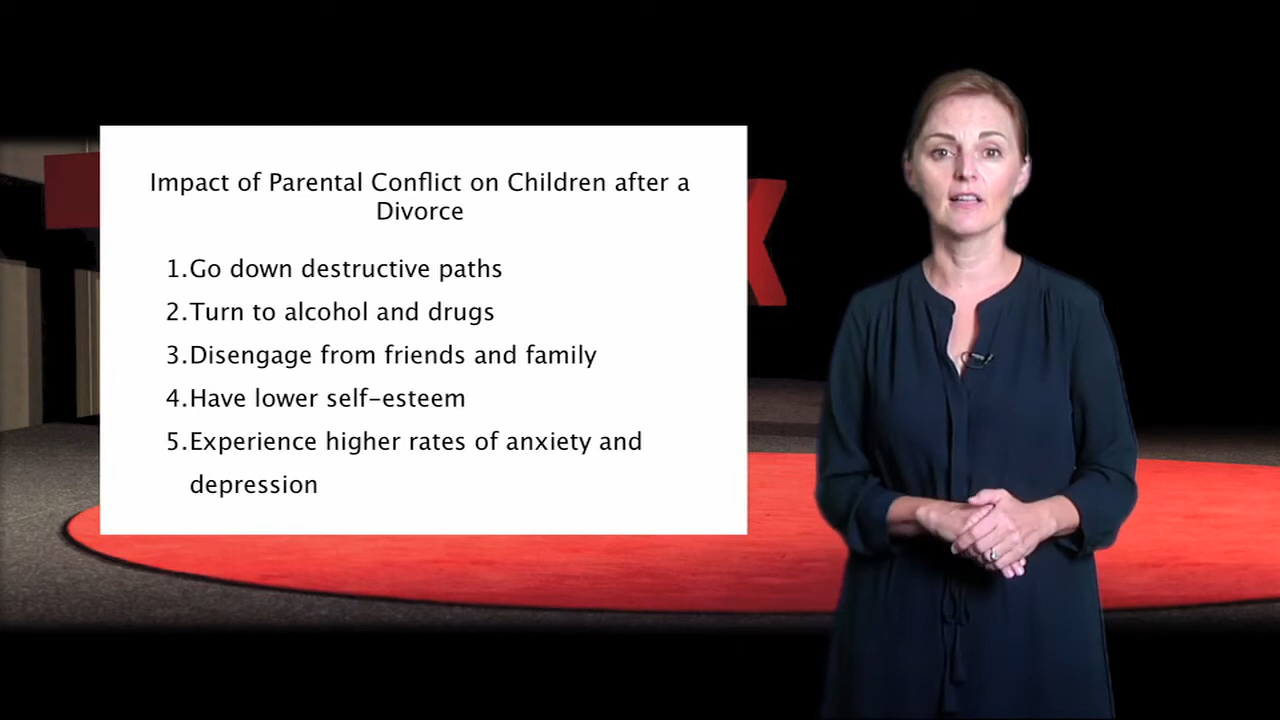 Impact of Parental Conflict on Children after a
Divorce
1.Go down destructive paths
2.Turn to alcohol and drugs
3.Disengage from friends and family
4.Have lower self-esteem
5.Experience higher rates of anxiety and
depression
T x